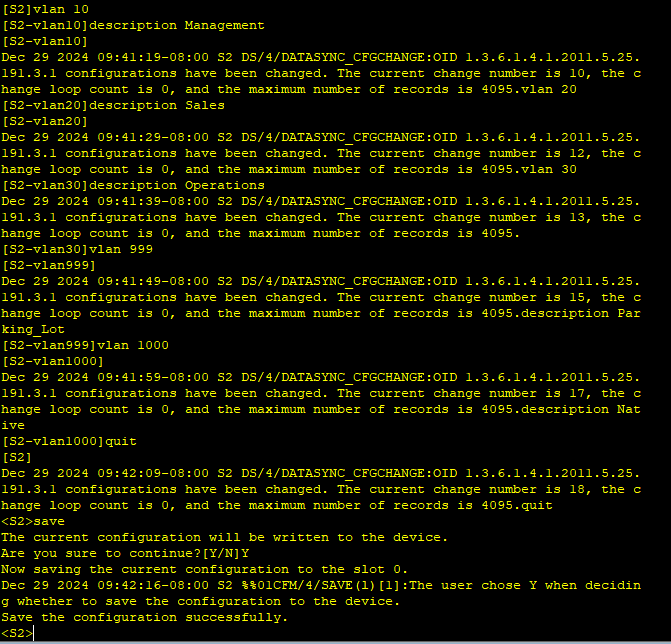 [S2]vlan 10
[S2-vlan10]description Management
[S2-vlan10]
Dec 29 2024 09:41:19-08:00 S2 DS/4/DATASYNC_CFGCHANGE:OID 1.3.6.1.4.1.2011.5.25.
191.3.1 configurations have been changed. The current change number is 10, the c
hange loop count is 0, and the maximum number of records is 4095.vlan 20
[S2-vlan20]description Sales
[S2-vlan20]
Dec 29 2024 09:41:29-08:00 S2 DS/4/DATASYNC_CFGCHANGE:OID 1.3.6.1.4.1.2011.5.25.
191.3.1 configurations have been changed. The current change number is 12, the c
hange loop count is 0, and the maximum number of records is 4095.vlan 30
[S2-vlan30]description Operations
Dec 29 2024 09:41:39-08:00 S2 DS/4/DATASYNC_CFGCHANGE:OID 1.3.6.1.4.1.2011.5.25.
191.3.1 configurations have been changed. The current change number is 13, the c
hange loop count is 0, and the maximum number of records is 4095.
[S2-vlan30]vlan 999
[S2-vlan999]
Dec 29 2024 09:41:49-08:00 S2 DS/4/DATASYNC_CFGCHANGE:OID 1.3.6.1.4.1.2011.5.25.
191.3.1 configurations have been changed. The current change number is 15, the c
hange loop count is 0, and the maximum number of records is 4095.description Par
king_Lot
[S2-vlan999]vlan 1000
[S2-vlan1000]
Dec 29 2024 09:41:59-08:00 S2 DS/4/DATASYNC_CFGCHANGE:OID 1.3.6.1.4.1.2011.5.25.
191.3.1 configurations have been changed. The current change number is 17, the c
hange loop count is 0, and the maximum number of records is 4095.description Nat
ive
[S2-vlan1000]quit
[S2]
Dec 29 2024 09:42:09-08:00 S2 DS/4/DATASYNC_CFGCHANGE:OID 1.3.6.1.4.1.2011.5.25.
191.3.1 configurations have been changed. The current change number is 18, the c
hange loop count is 0, and the maximum number of records is 4095.quit
<S2>save
The current configuration will be written to the device.
Are you sure to continue?[Y/N]Y
Now saving the current configuration to the slot 0.
Dec 29 2024 09:42:16-08:00 S2 %%01CFM/4/SAVE(l)[1]:The user chose Y when decidin
g whether to save the configuration to the device.
Save the configuration successfully.
<S2>